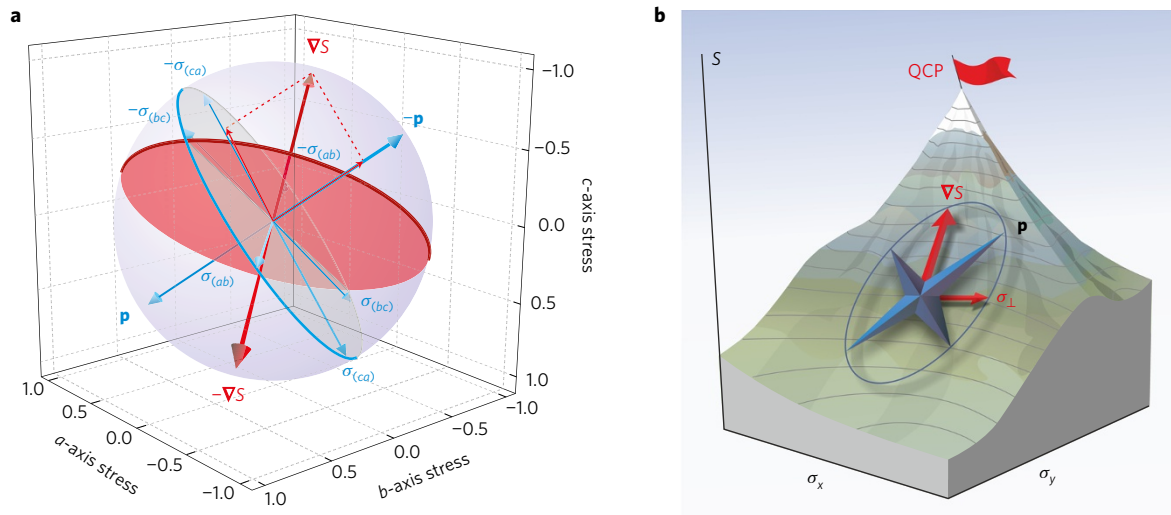 a
∇S
−σ(ca)
−σ(bc)
−p
−σ(ab)
σ(ab)
σ(bc)
p
σ(ca)
−∇S
−1.0
−0.5
0.0
0.5
1.0
c-axis stress
1.0
0.5
0.0
−0.5
−1.0
a-axis stress
1.0
0.5
0.0
−0.5
−1.0
b-axis stress
b
S
QCP
∇S
p
σ⊥
σx
σy